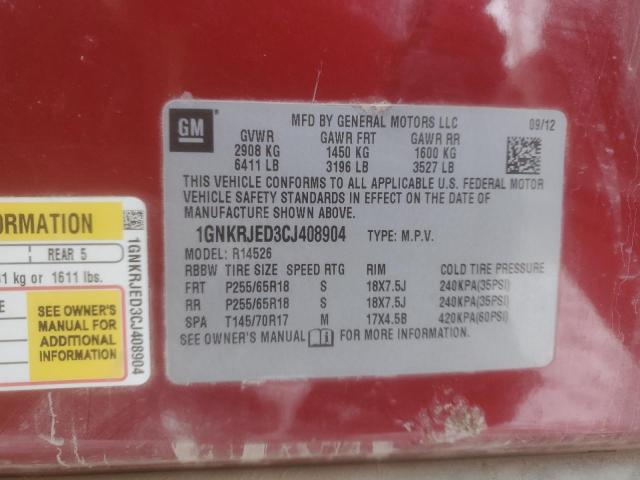 GM
MFD BY GENERAL MOTORS LLC 09/12
GVWR GAWR FRT GAWR RR
2908 KG 1450 KG 1600 KG
6411 LB 3196 LB 3527 LB
THIS VEHICLE CONFORMS TO ALL APPLICABLE U.S. FEDERAL MOTOR
VEHICLE SAFETY STANDARDS IN EFFECT ON THE DATE OF
MANUFACTURE SHOWN ABOVE.
1GNKRJED3CJ408904 TYPE: M.P.V.
MODEL: R14526
RBBW TIRE SIZE SPEED RTG RIM COLD TIRE PRESSURE
FRT P255/65R18 S 18X7.5J 240KPA(35PSI)
RR P255/65R18 S 18X7.5J 240KPA(35PSI)
SPA T145/70R17 M 17X4.5B 420KPA(60PSI)
SEE OWNER'S MANUAL FOR MORE INFORMATION.
ORMATION
REAR 5
kg or 1611 lbs.
SEE OWNER'S
MANUAL FOR
ADDITIONAL
INFORMATION
1GNKRJED3CJ408904